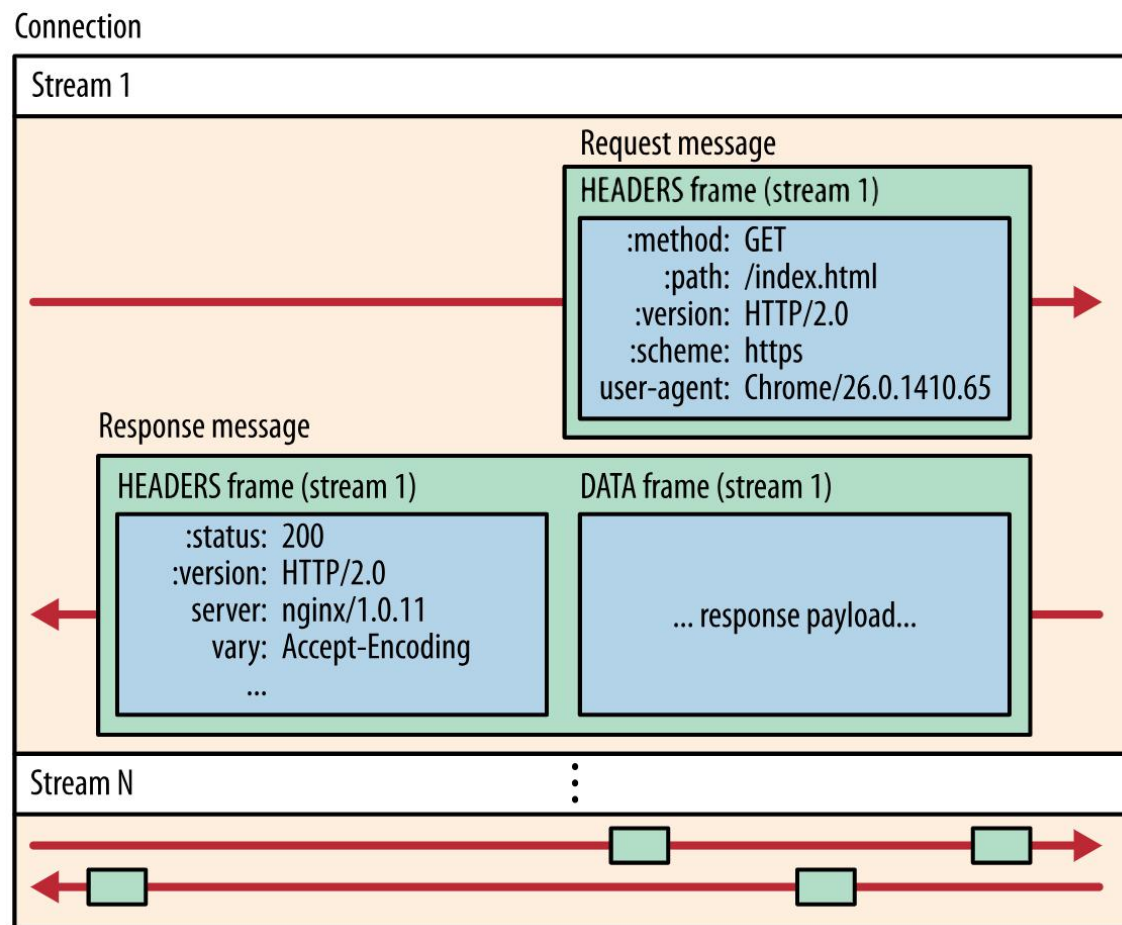 Connection
Stream 1
Request message
HEADERS frame (stream 1)
:method: GET
:path: /index.html
:version: HTTP/2.0
:scheme: https
user-agent: Chrome/26.0.1410.65
Response message
HEADERS frame (stream 1)
:status: 200
:version: HTTP/2.0
server: nginx/1.0.11
vary: Accept-Encoding
...
DATA frame (stream 1)
... response payload...
Stream N